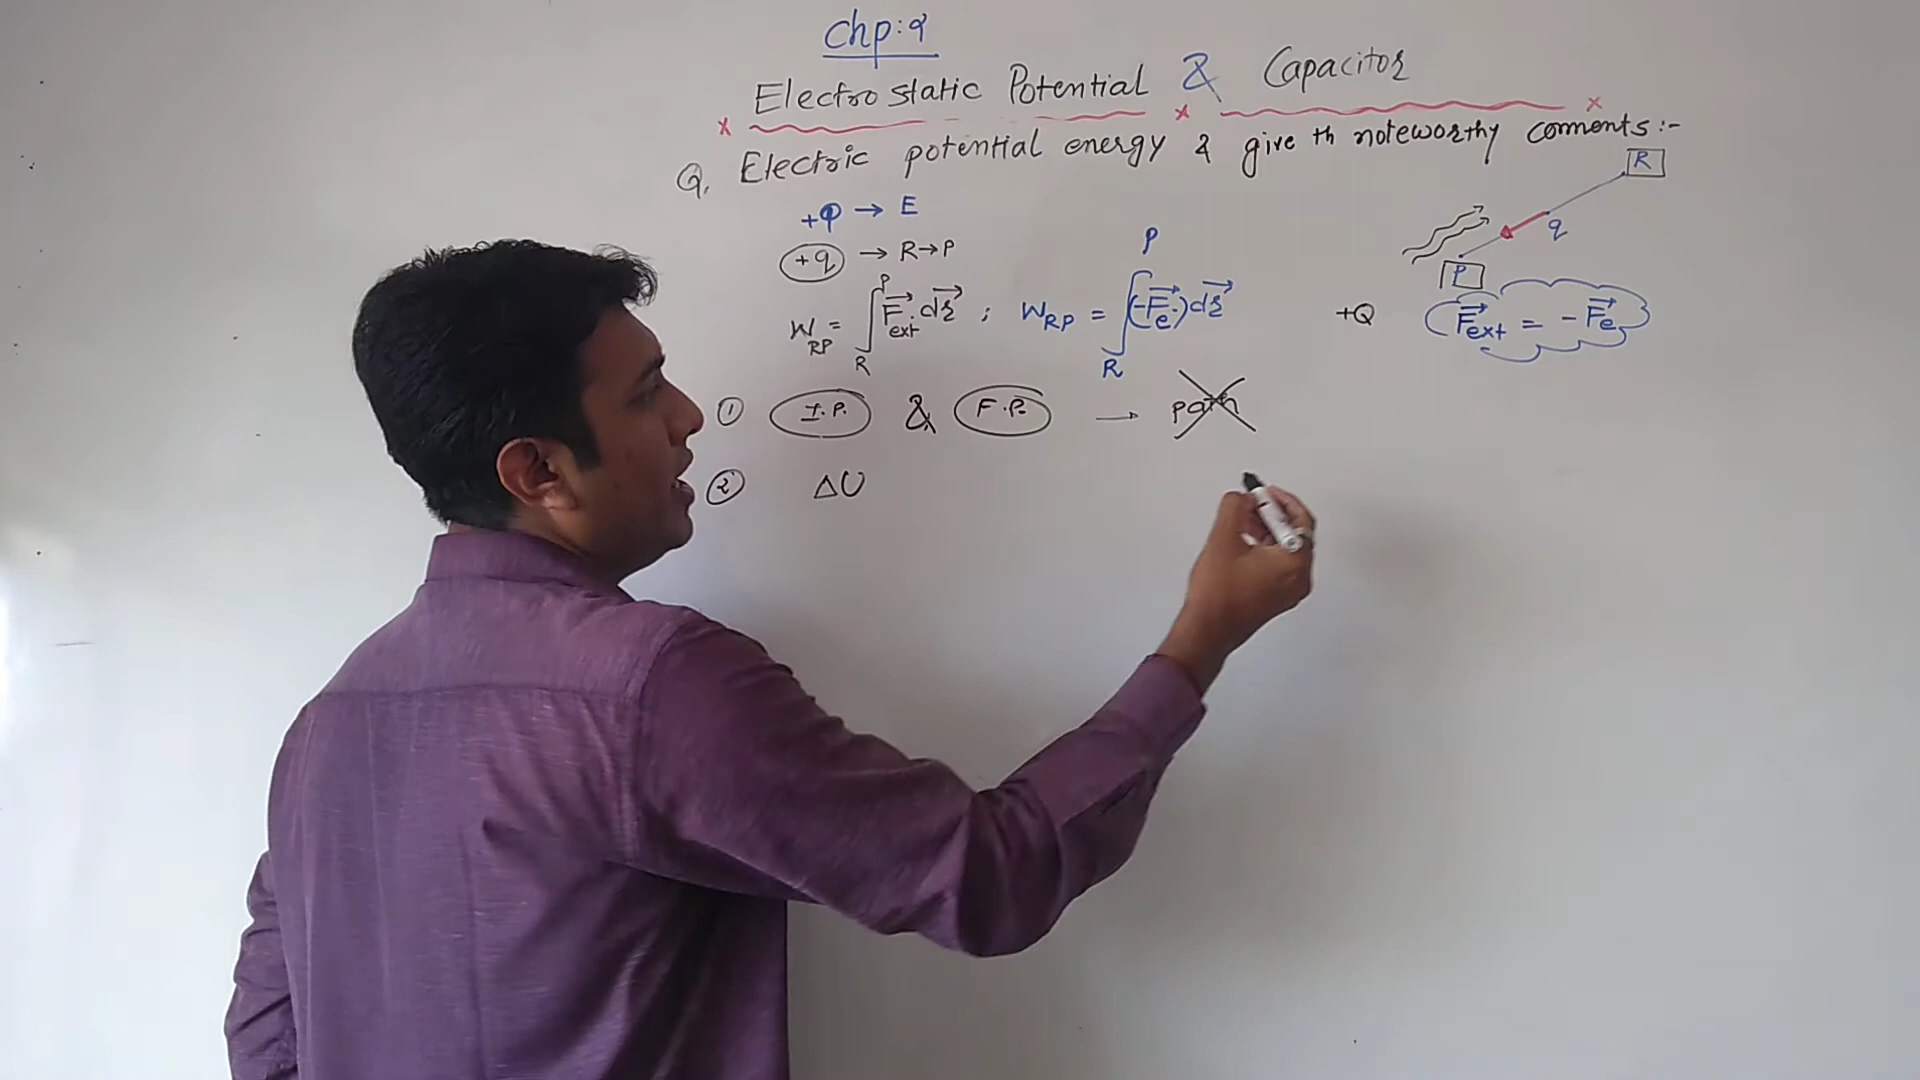 Chp:2
Electrostatic Potential & Capacitor
Q. Electric potential energy & give th noteworthy comments:-
R
+Q → E
q
+q → R→P
P
W_RP = ∫_R^P F⃗_ext . dr⃗ ; W_RP = ∫_R^P (-F⃗_e.) dr⃗
+Q F⃗_ext = - F⃗_e
① I.P. & F.P. → path
② ΔU